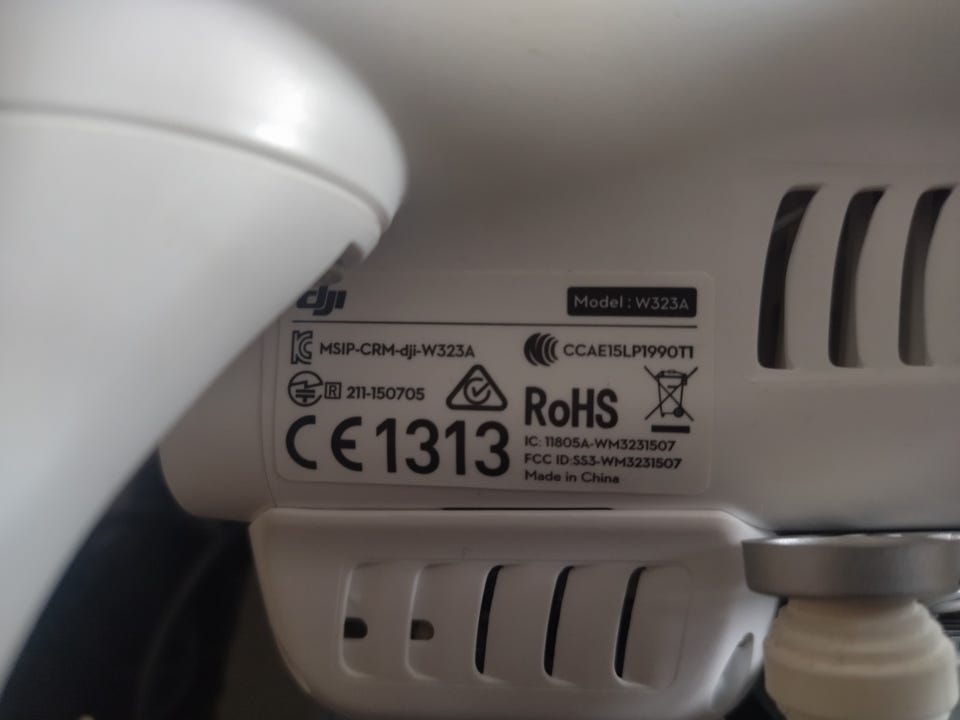 dji
Model : W323A
MSIP-CRM-dji-W323A
CCAE15LP1990T1
R 211-150705
RoHS
CE1313
IC: 11805A-WM3231507
FCC ID:SS3-WM3231507
Made in China